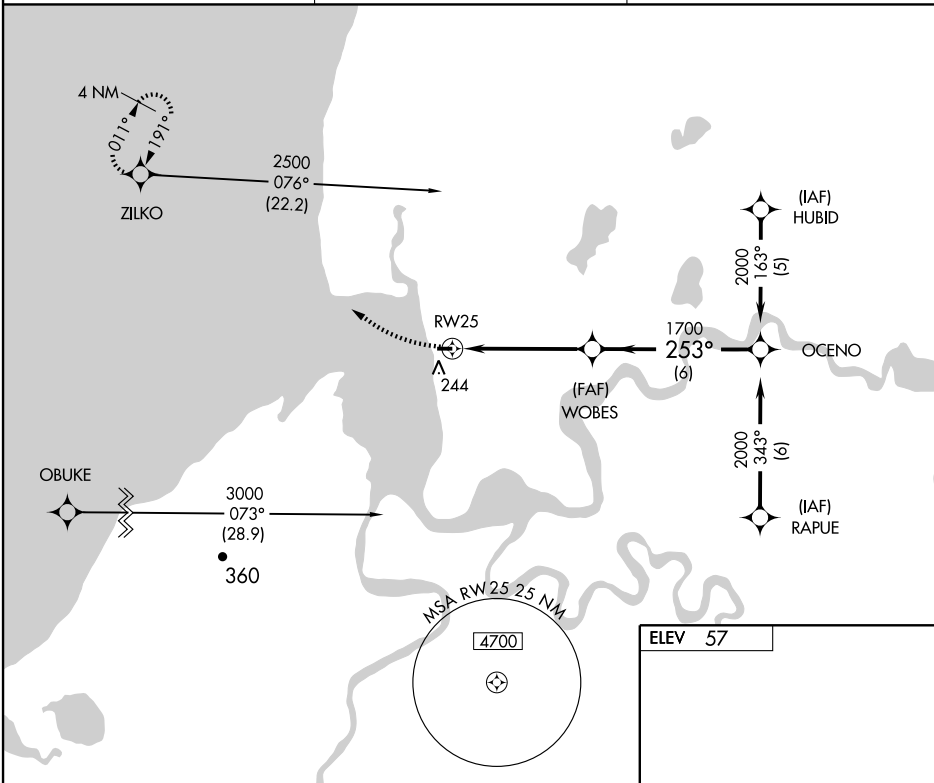 4 NM
011°
191°
ZILKO
2500
076°
(22.2)
(IAF)
HUBID
2000
163°
(5)
RW25
244
1700
253°
(6)
OCENO
(FAF)
WOBES
2000
343°
(6)
(IAF)
RAPUE
OBUKE
3000
073°
(28.9)
360
MSA RW25 25 NM
4700
ELEV 57